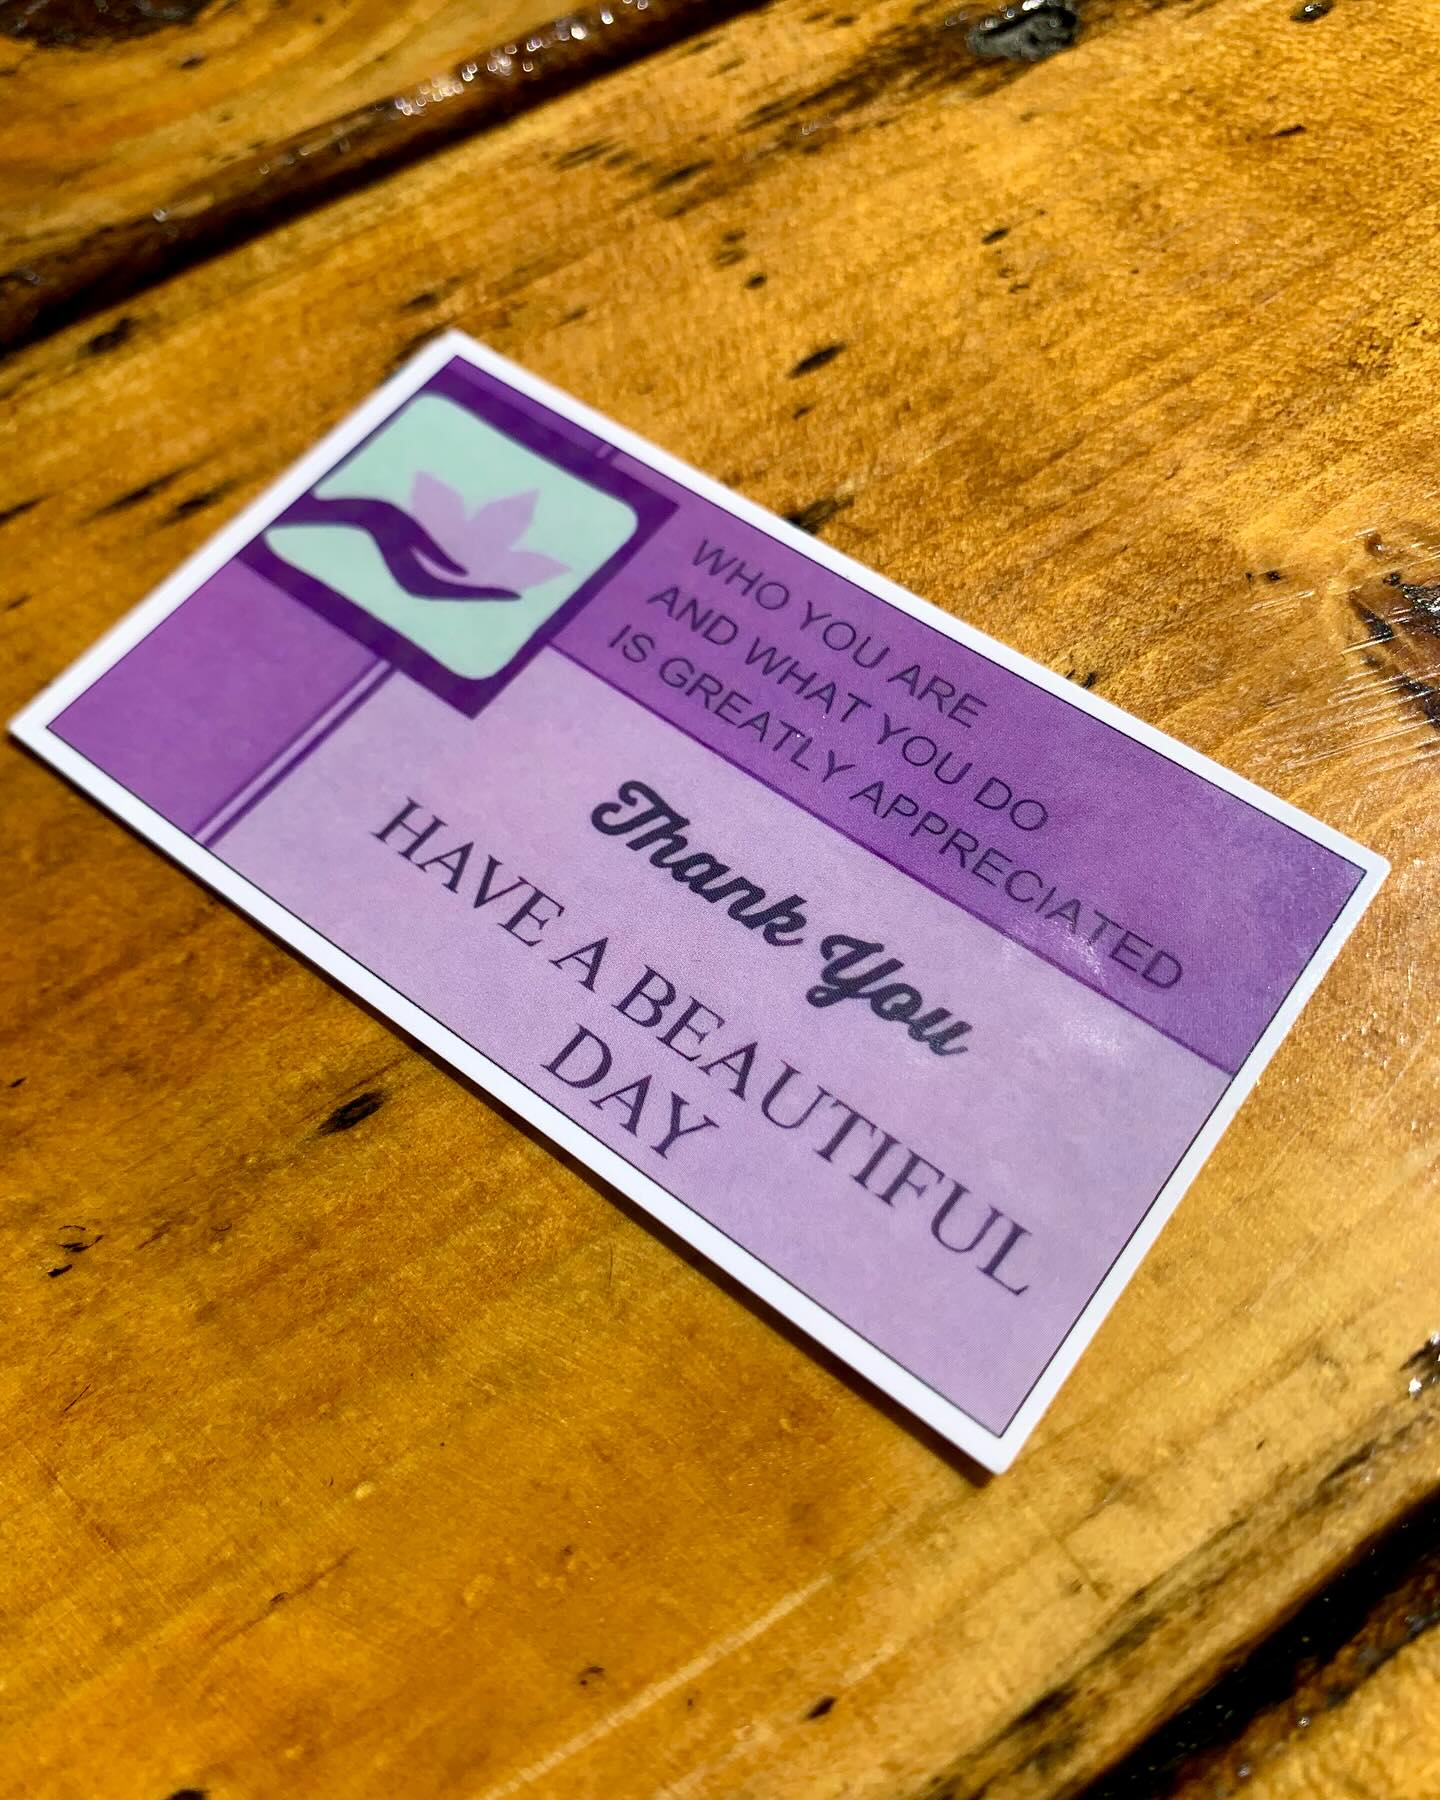 WHO YOU ARE
AND WHAT YOU DO
IS GREATLY APPRECIATED
Thank You
HAVE A BEAUTIFUL
DAY